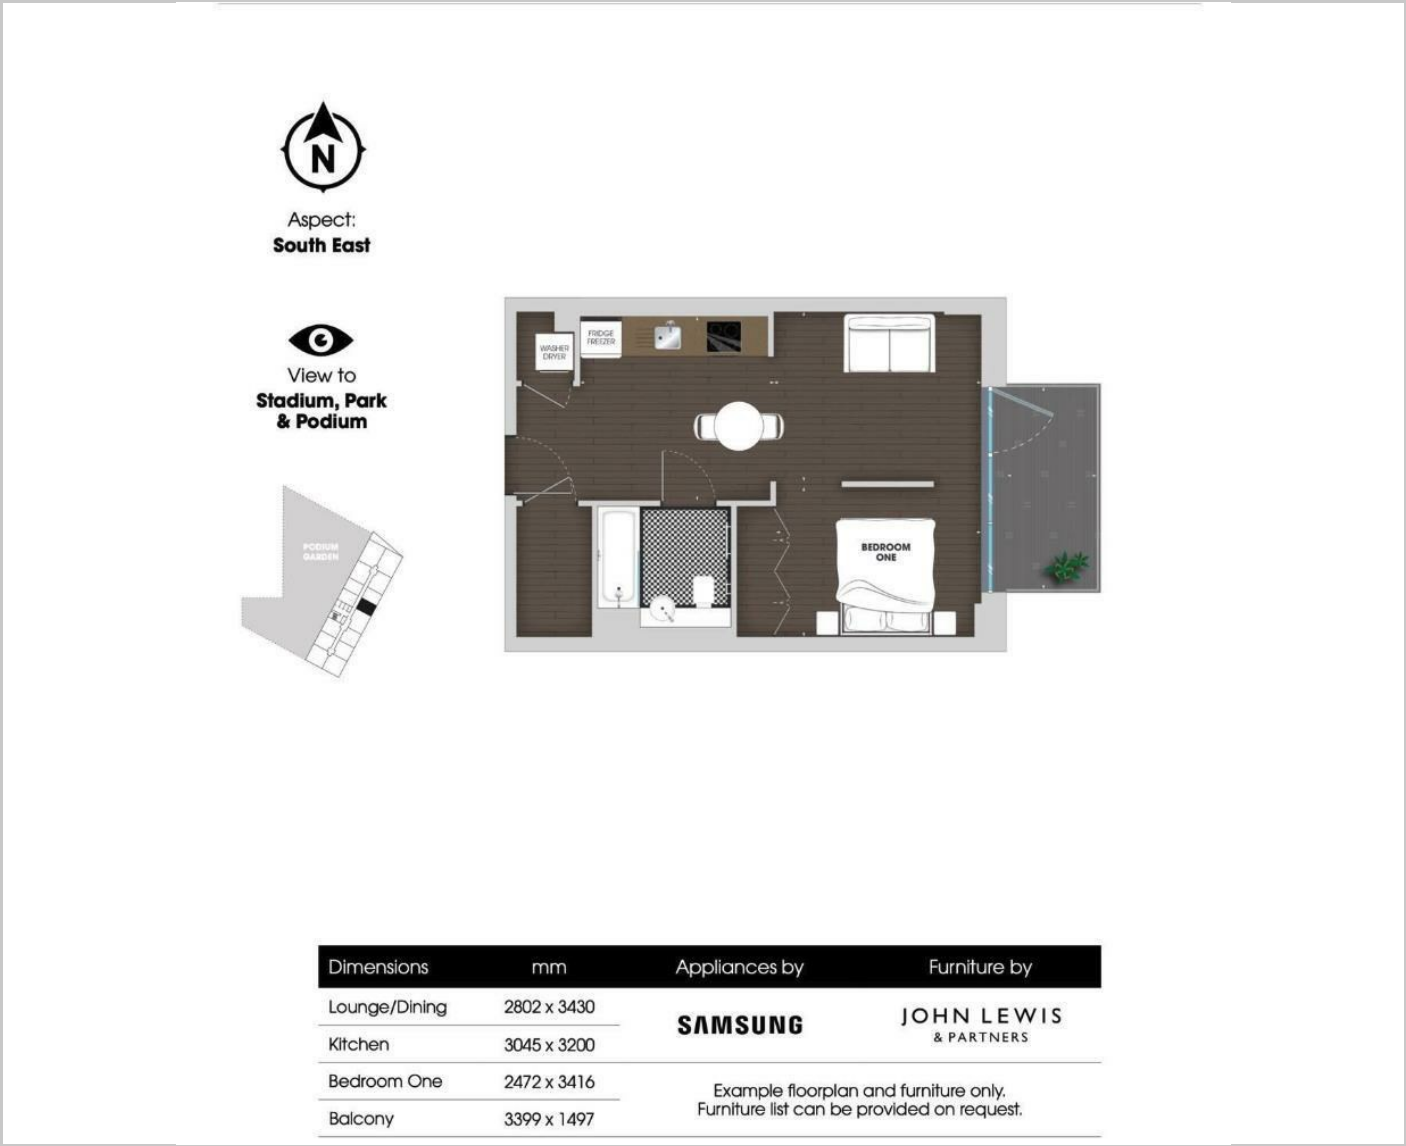 N
Aspect:
South East
View to
Stadium, Park
& Podium
PODIUM
GARDEN
WASHER
DRYER
FRIDGE
FREEZER
BEDROOM
ONE
Dimensions mm Appliances by Furniture by
Lounge/Dining 2802 x 3430
Kitchen 3045 x 3200
Bedroom One 2472 x 3416
Balcony 3399 x 1497
SAMSUNG
JOHN LEWIS
& PARTNERS
Example floorplan and furniture only.
Furniture list can be provided on request.